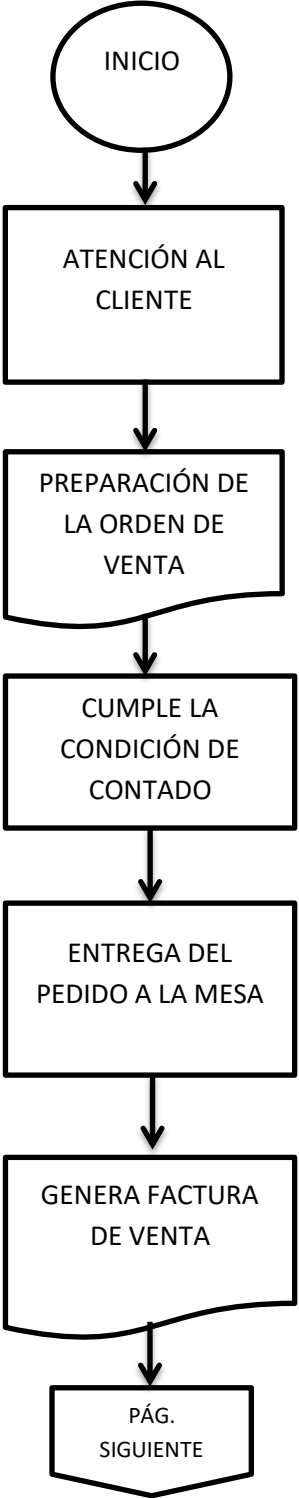 INICIO
ATENCIÓN AL
CLIENTE
PREPARACIÓN DE
LA ORDEN DE
VENTA
CUMPLE LA
CONDICIÓN DE
CONTADO
ENTREGA DEL
PEDIDO A LA MESA
GENERA FACTURA
DE VENTA
PÁG.
SIGUIENTE